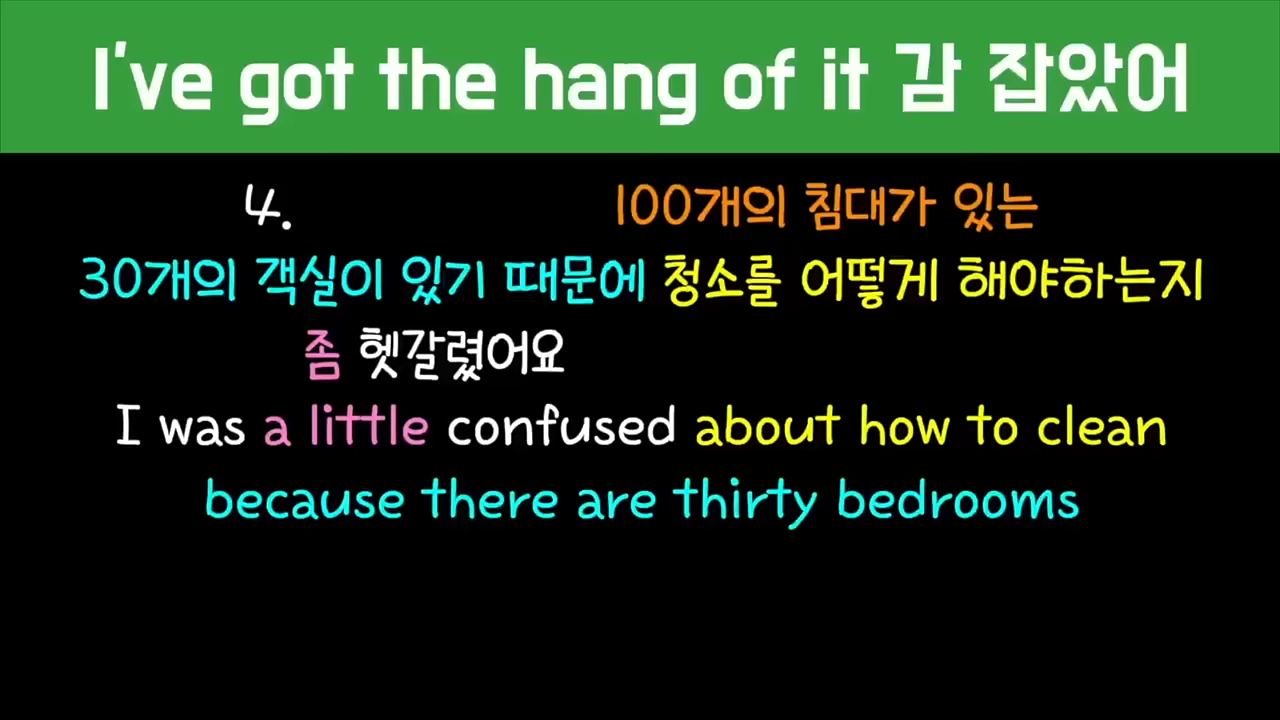 I've got the hang of it 감 잡았어
4. 100개의 침대가 있는
30개의 객실이 있기 때문에 청소를 어떻게 해야하는지
좀 헷갈렸어요
I was a little confused about how to clean
because there are thirty bedrooms